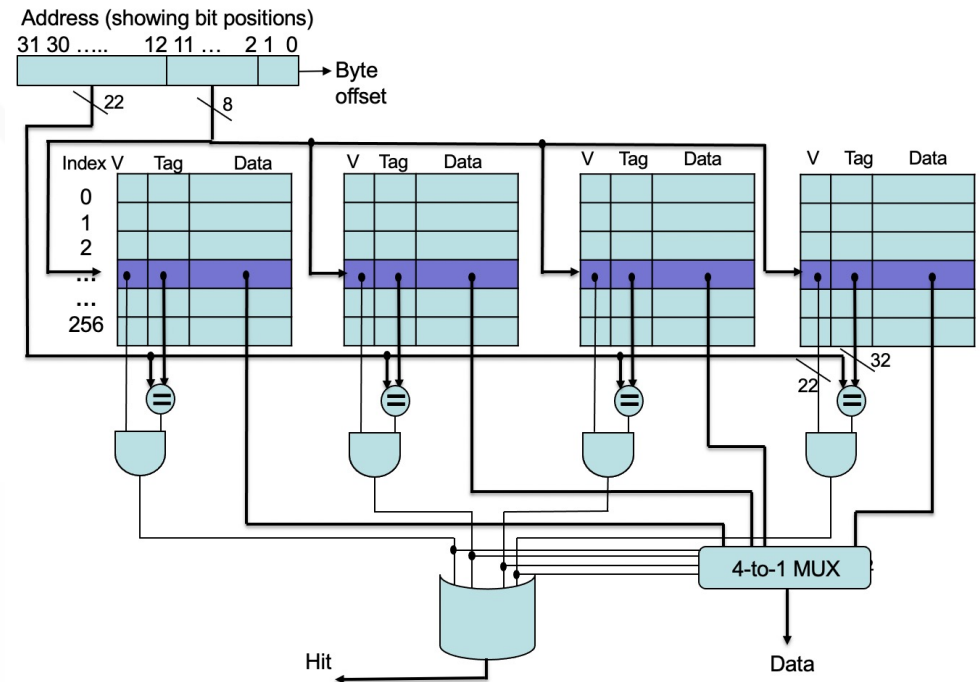 Address (showing bit positions)
31 30 ….. 12 11 … 2 1 0
Byte
offset
22
8
Index V Tag Data V Tag Data V Tag Data V Tag Data
0
1
2
...
...
256
32
22
=
=
=
=
4-to-1 MUX
Hit
Data